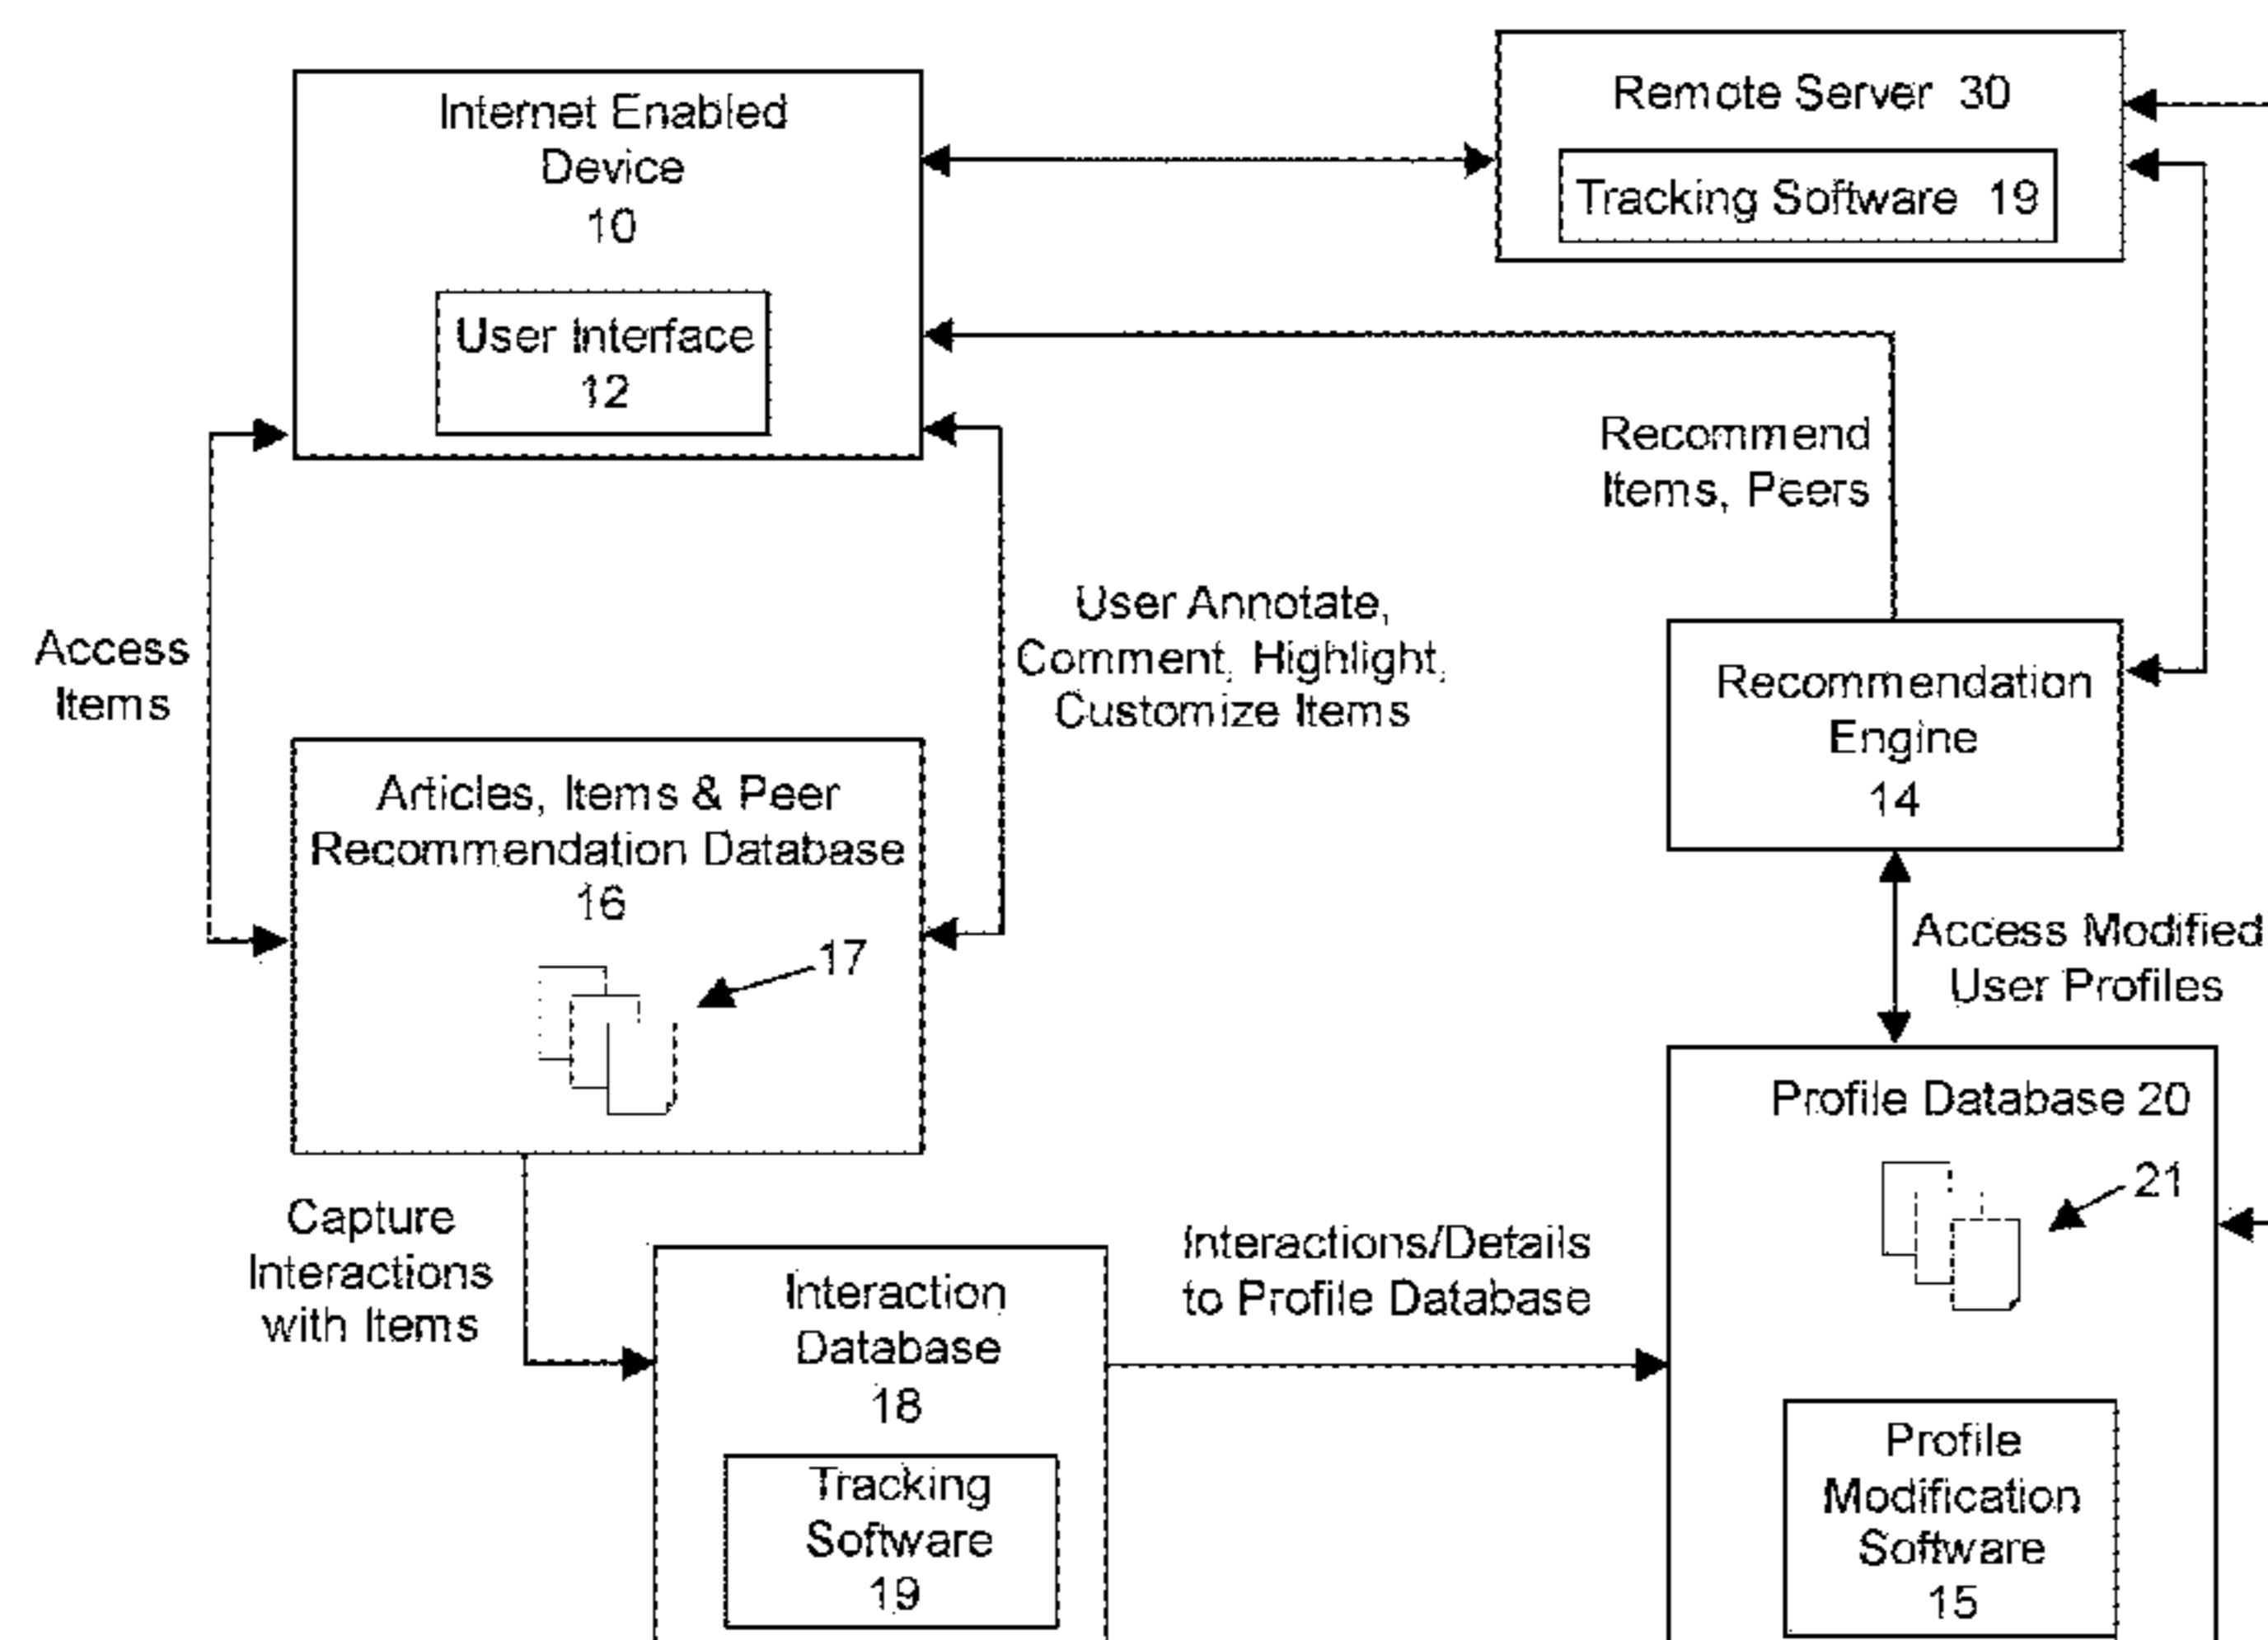 Internet Enabled
Device
10
User Interface
12
Remote Server 30
Tracking Software 19
Recommend
Items, Peers
Access
Items
User Annotate,
Comment, Highlight,
Customize Items
Recommendation
Engine
14
Articles, Items & Peer
Recommendation Database
16
17
Access Modified
User Profiles
Profile Database 20
21
Capture
Interactions
with Items
Interaction
Database
18
Tracking
Software
19
Interactions/Details
to Profile Database
Profile
Modification
Software
15